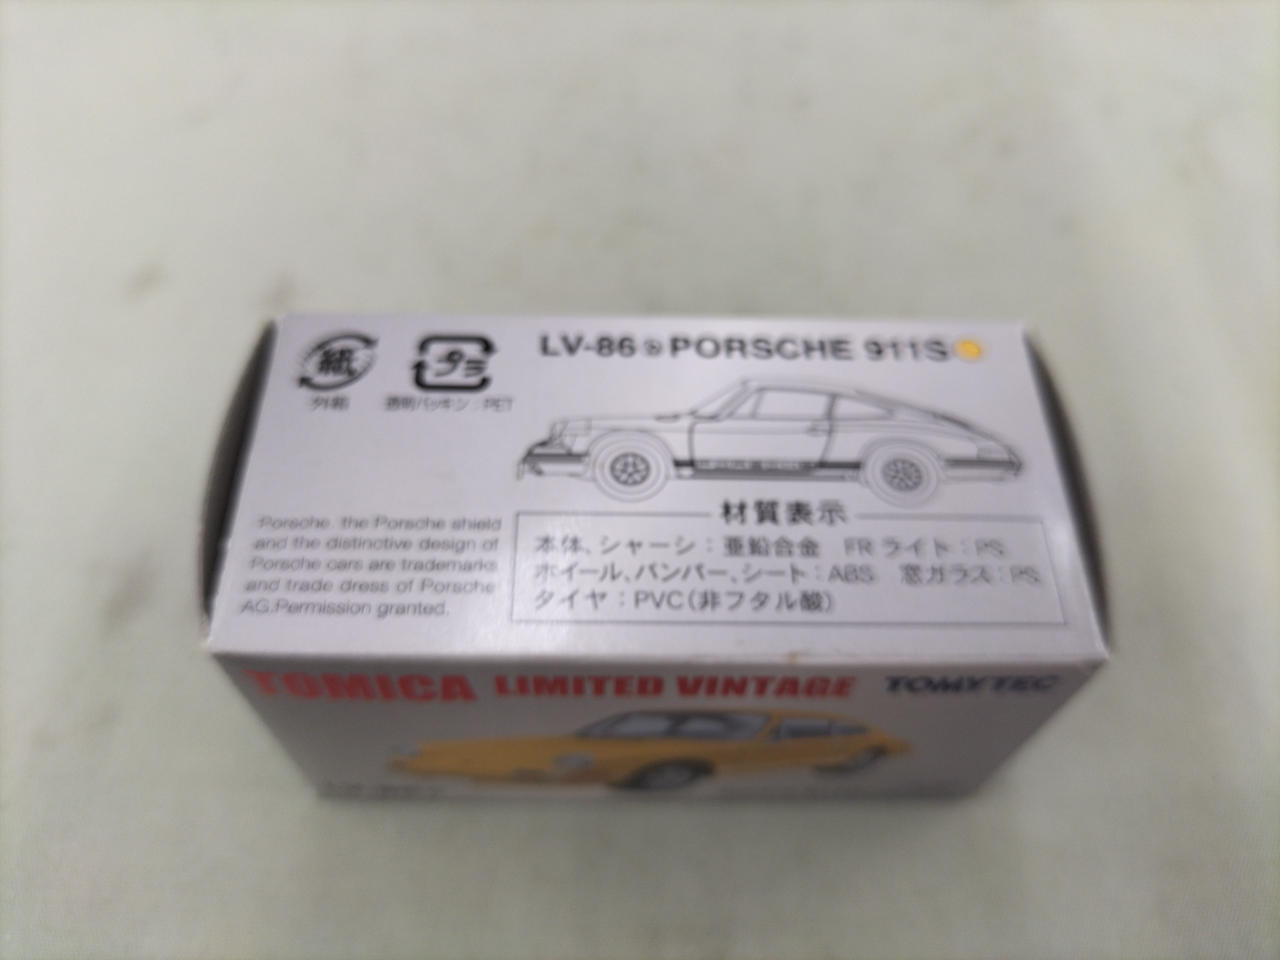 紙
外箱
プラ
透明パッキン：PET
LV-86 PORSCHE 911S
Porsche, the Porsche shield
and the distinctive design of
Porsche cars are trademarks
and trade dress of Porsche
AG.Permission granted.
材質表示
本体、シャーシ：亜鉛合金　FRライト：PS
ホイール、バンパー、シート：ABS　窓ガラス：PS
タイヤ：PVC（非フタル酸）
TOMICA LIMITED VINTAGE TOMYTEC